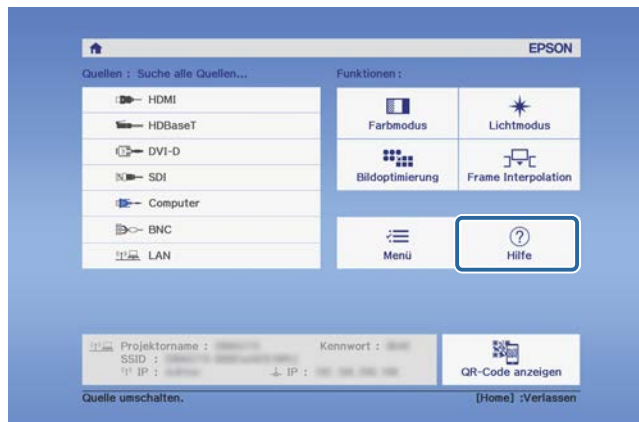 EPSON
Quellen : Suche alle Quellen...
HDMI
HDBaseT
DVI-D
SDI
Computer
BNC
LAN
Funktionen :
Farbmodus
Lichtmodus
Bildoptimierung
Frame Interpolation
Menü
Hilfe
Projektorname :
Kennwort :
SSID :
IP :
IP :
QR-Code anzeigen
Quelle umschalten.
[Home] :Verlassen